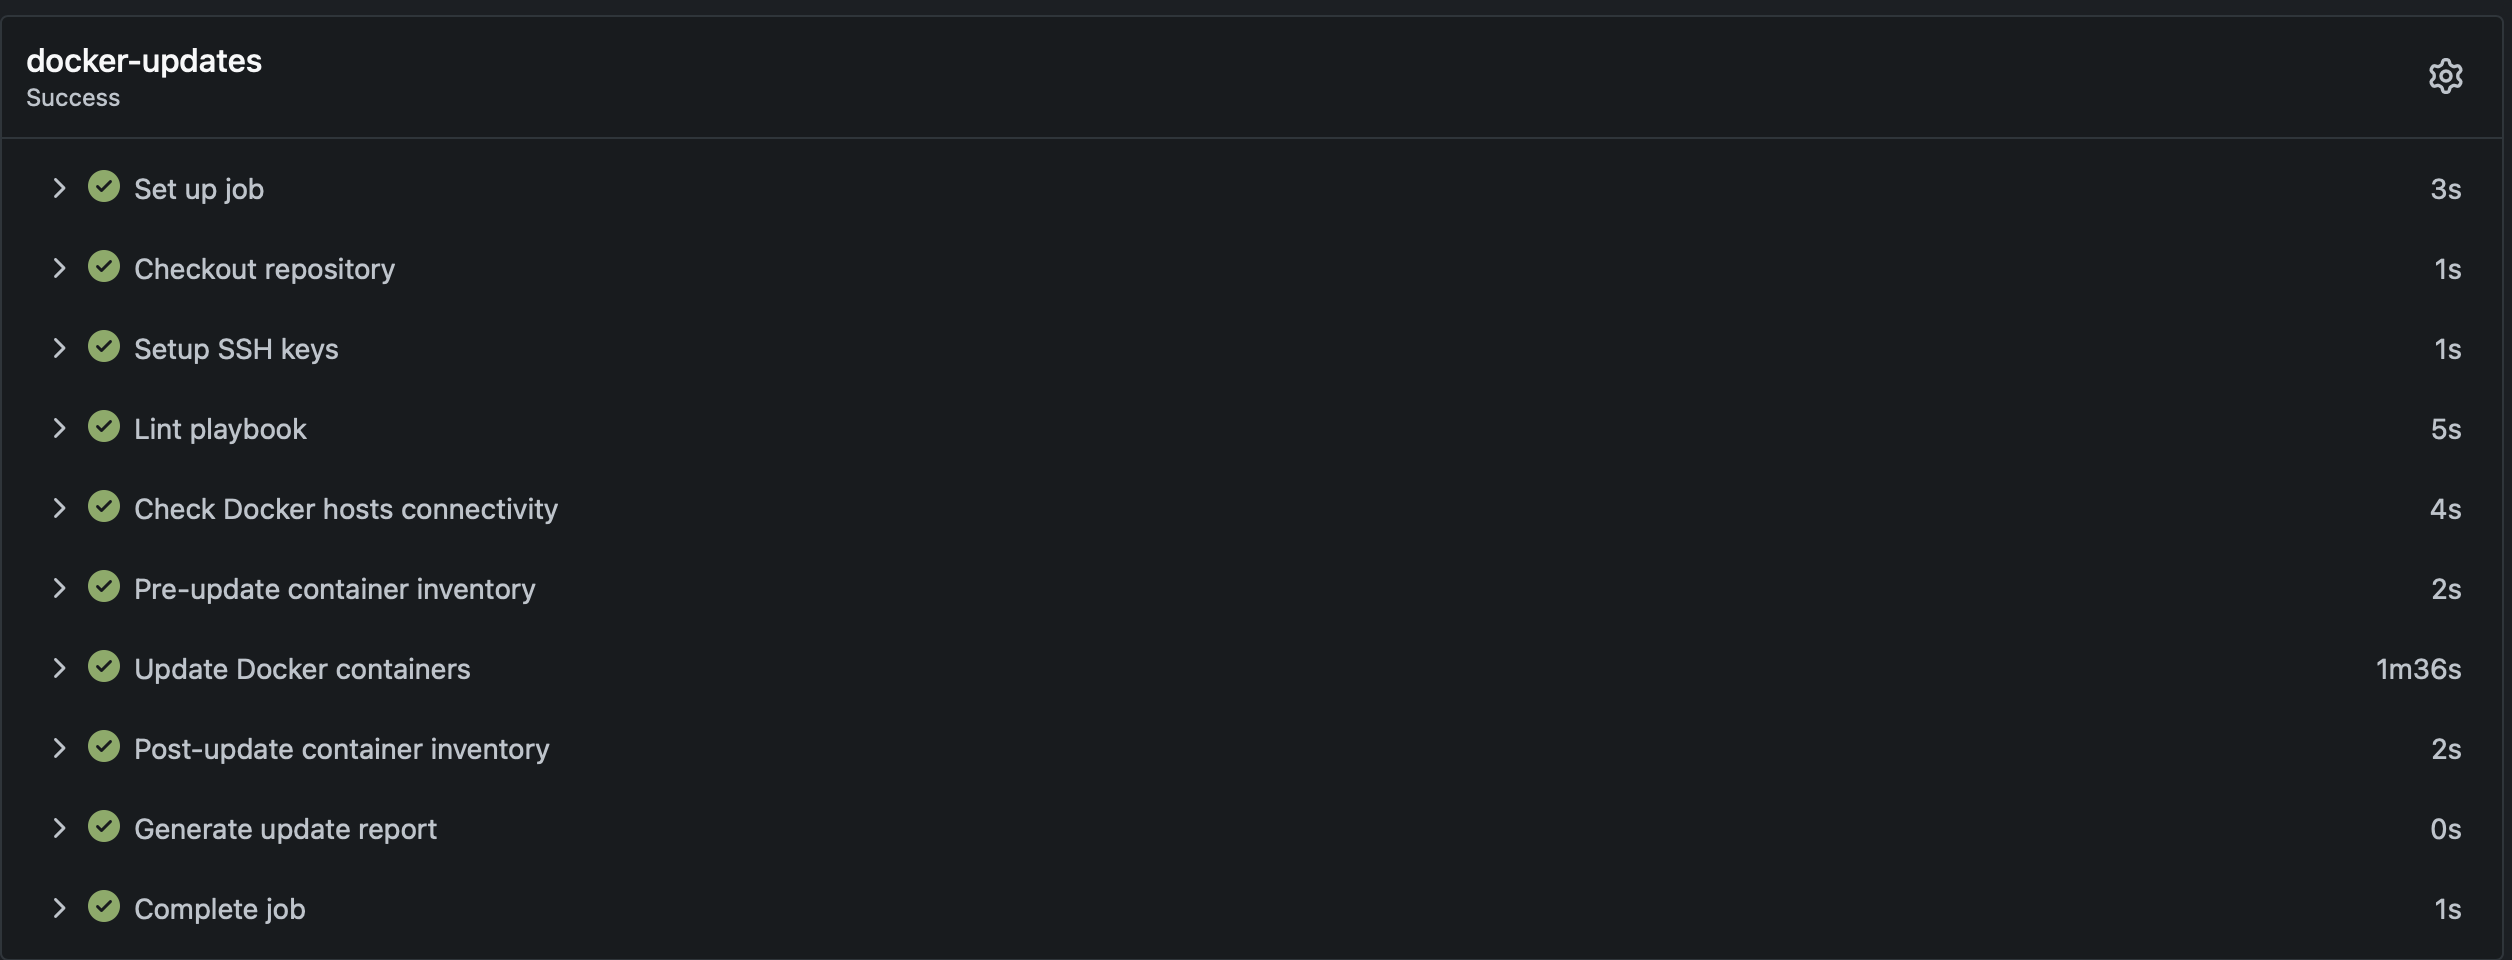 docker-updates
Success
Set up job 3s
Checkout repository 1s
Setup SSH keys 1s
Lint playbook 5s
Check Docker hosts connectivity 4s
Pre-update container inventory 2s
Update Docker containers 1m36s
Post-update container inventory 2s
Generate update report 0s
Complete job 1s